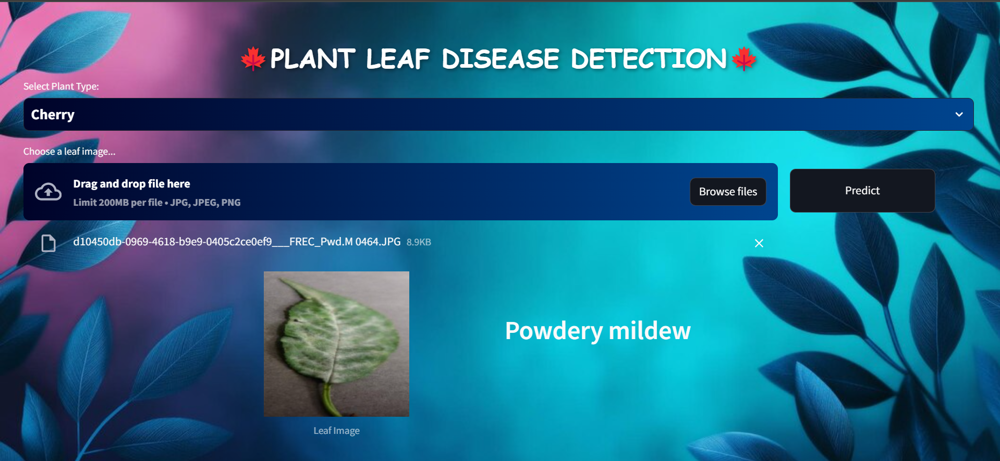 🍁PLANT LEAF DISEASE DETECTION🍁
Select Plant Type:
Cherry
Choose a leaf image...
Drag and drop file here
Limit 200MB per file • JPG, JPEG, PNG
Browse files
Predict
d10450db-0969-4618-b9e9-0405c2ce0ef9___FREC_Pwd.M 0464.JPG 8.9KB
Powdery mildew
Leaf Image